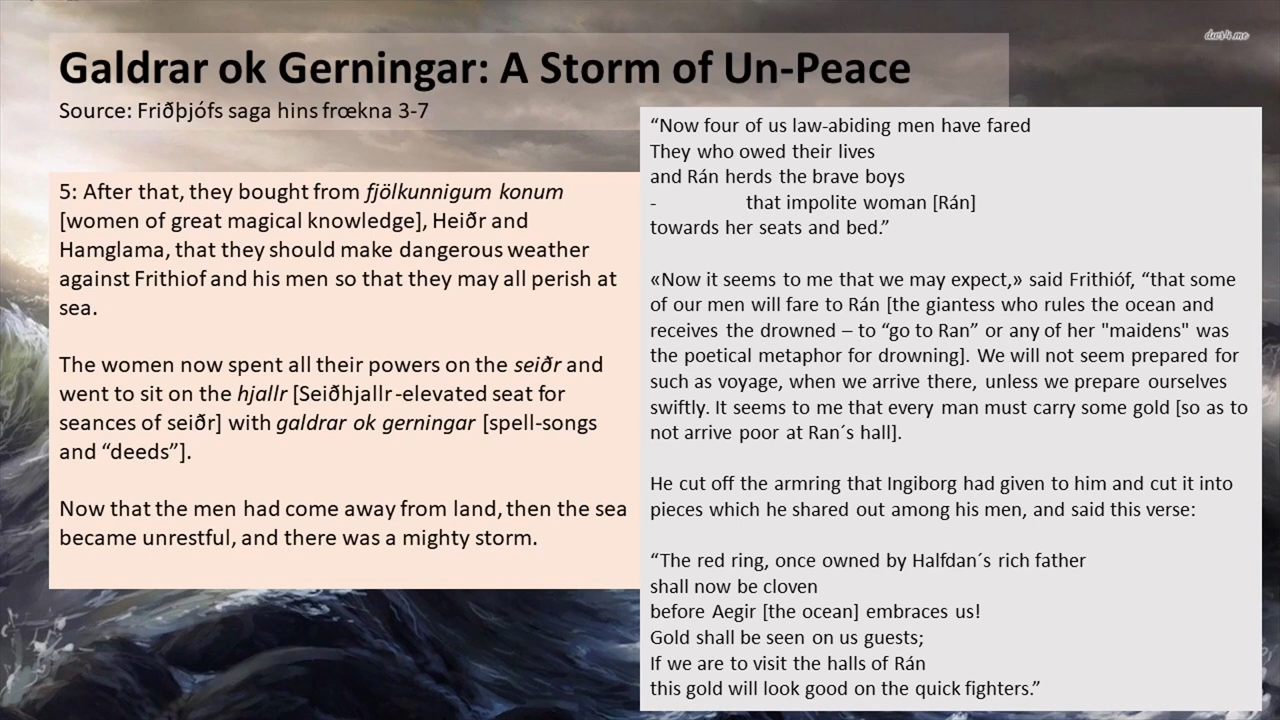 Galdrar ok Gerningar: A Storm of Un-Peace
Source: Friðþjófs saga hins frœkna 3-7
5: After that, they bought from fjölkunnigum konum
[women of great magical knowledge], Heiðr and
Hamglama, that they should make dangerous weather
against Frithiof and his men so that they may all perish at
sea.
The women now spent all their powers on the seiðr and
went to sit on the hjallr [Seiðhjallr-elevated seat for
seances of seiðr] with galdrar ok gerningar [spell-songs
and “deeds”].
Now that the men had come away from land, then the sea
became unrestful, and there was a mighty storm.
“Now four of us law-abiding men have fared
They who owed their lives
and Rán herds the brave boys
- that impolite woman [Rán]
towards her seats and bed.”
«Now it seems to me that we may expect,» said Frithióf, “that some
of our men will fare to Rán [the giantess who rules the ocean and
receives the drowned – to “go to Ran” or any of her "maidens" was
the poetical metaphor for drowning]. We will not seem prepared for
such as voyage, when we arrive there, unless we prepare ourselves
swiftly. It seems to me that every man must carry some gold [so as to
not arrive poor at Ran´s hall].
He cut off the armring that Ingiborg had given to him and cut it into
pieces which he shared out among his men, and said this verse:
“The red ring, once owned by Halfdan´s rich father
shall now be cloven
before Aegir [the ocean] embraces us!
Gold shall be seen on us guests;
If we are to visit the halls of Rán
this gold will look good on the quick fighters.”